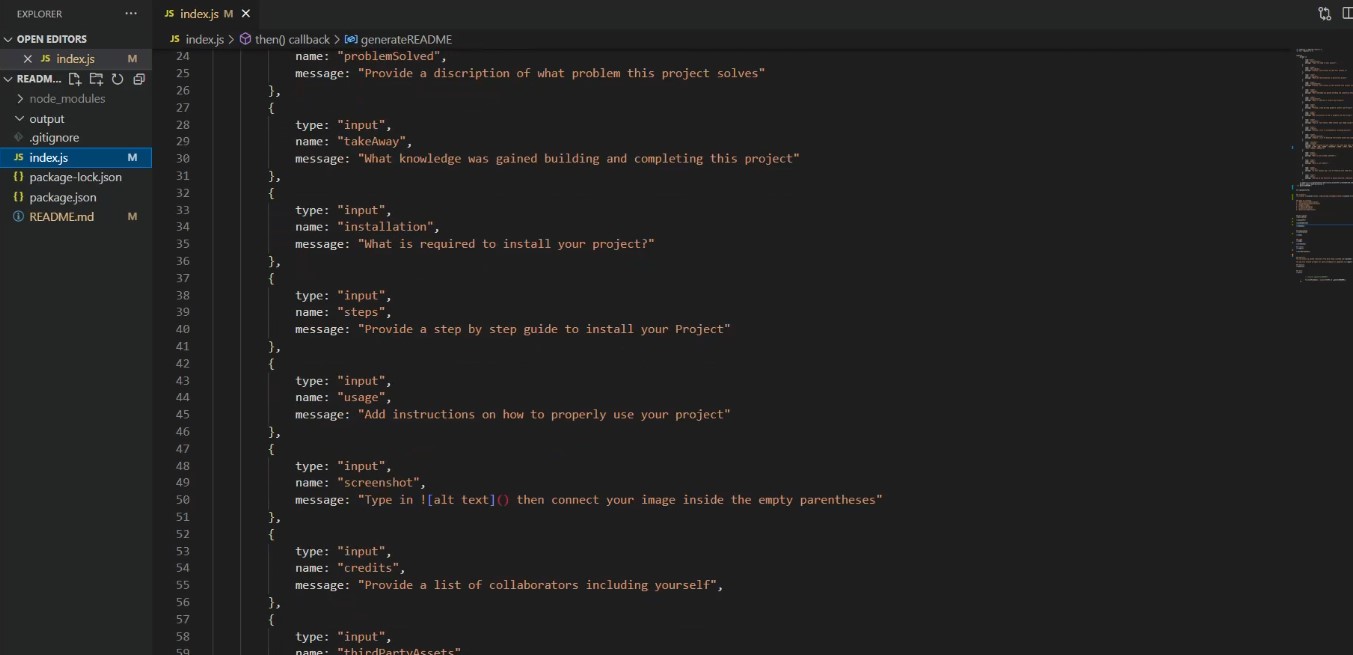 EXPLORER ···
OPEN EDITORS
JS index.js M
READM...
node_modules
output
.gitignore
JS index.js M
{} package-lock.json
{} package.json
README.md M
JS index.js M
JS index.js > then() callback > generateREADME
24 name: "problemSolved",
25 message: "Provide a discription of what problem this project solves"
26 },
27 {
28 type: "input",
29 name: "takeAway",
30 message: "What knowledge was gained building and completing this project"
31 },
32 {
33 type: "input",
34 name: "installation",
35 message: "What is required to install your project?"
36 },
37 {
38 type: "input",
39 name: "steps",
40 message: "Provide a step by step guide to install your Project"
41 },
42 {
43 type: "input",
44 name: "usage",
45 message: "Add instructions on how to properly use your project"
46 },
47 {
48 type: "input",
49 name: "screenshot",
50 message: "Type in ![alt text]() then connect your image inside the empty parentheses"
51 },
52 {
53 type: "input",
54 name: "credits",
55 message: "Provide a list of collaborators including yourself",
56 },
57 {
58 type: "input",
59 name: "thirdPartyAssets"